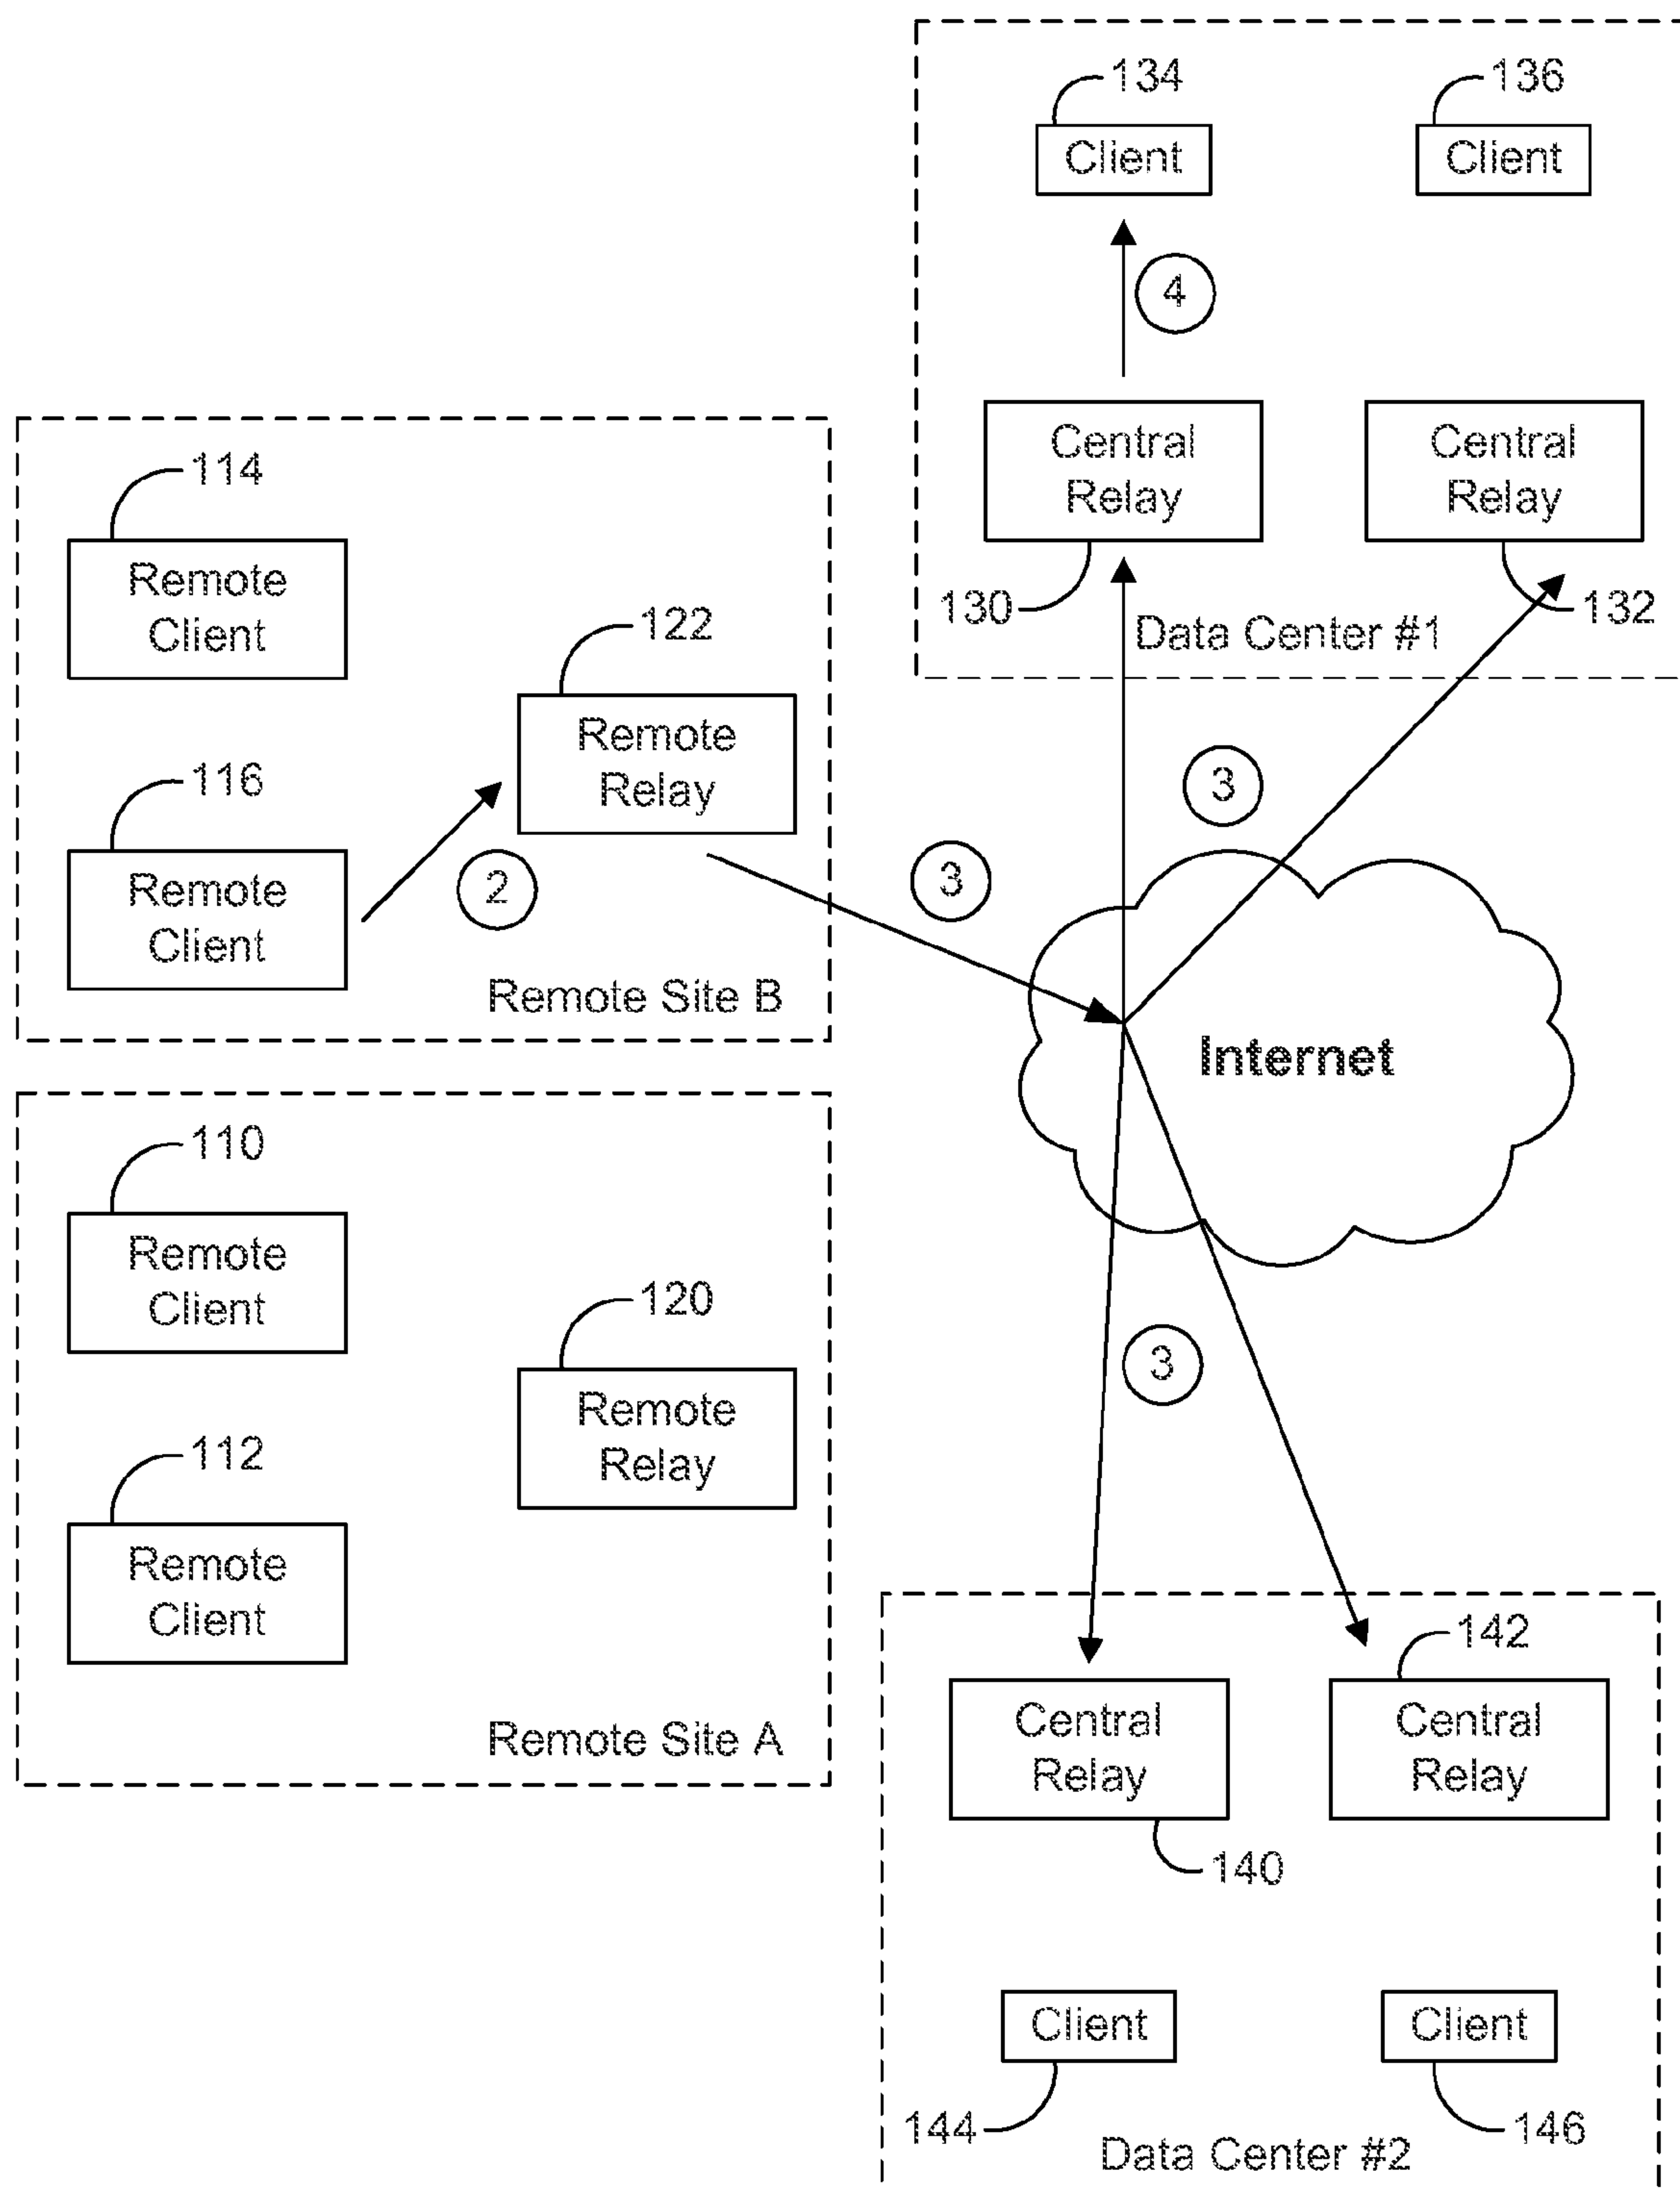 134
136
Client
Client
4
Central
Relay
Central
Relay
130
132
Data Center #1
114
Remote
Client
122
Remote
Relay
116
Remote
Client
2
Remote Site B
3
3
Internet
3
110
Remote
Client
120
Remote
Relay
112
Remote
Client
Remote Site A
142
Central
Relay
Central
Relay
140
Client
Client
144
146
Data Center #2